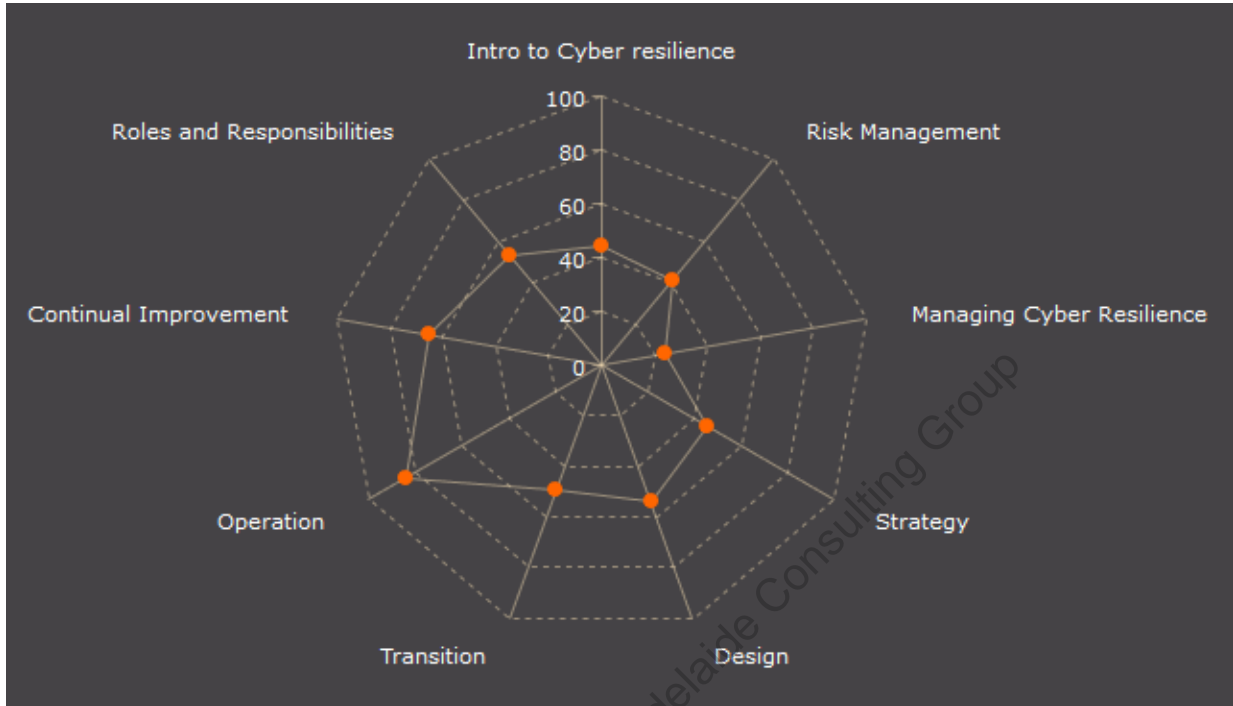 Intro to Cyber resilience
100
Roles and Responsibilities
Risk Management
80
60
40
Continual Improvement
20
Managing Cyber Resilience
0
Operation
Strategy
Transition
Design
delaide Consulting Group